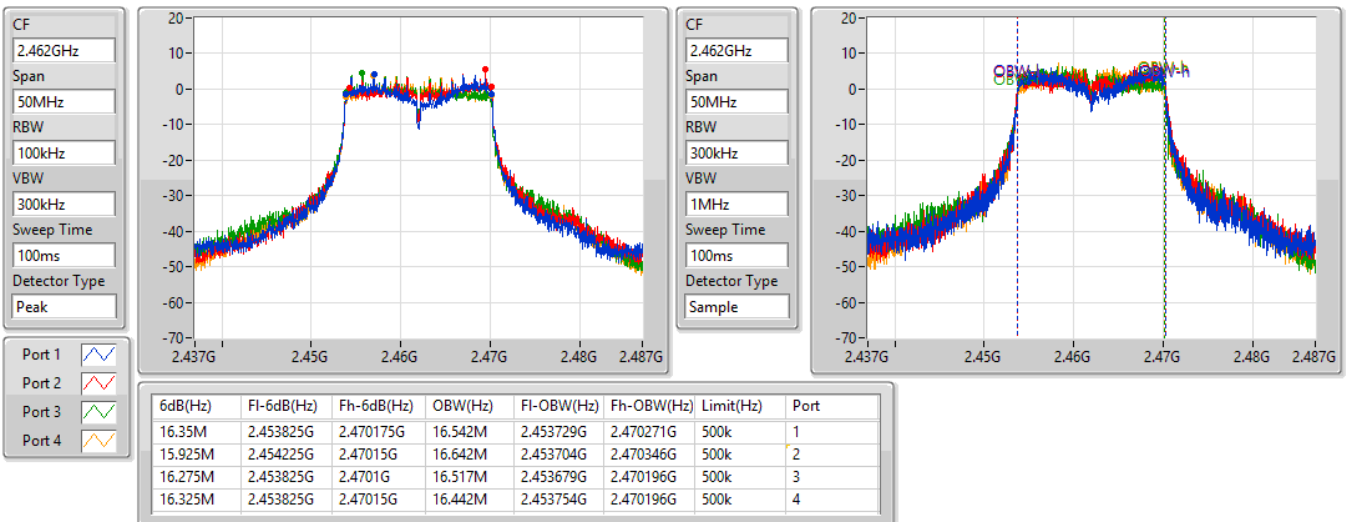 CF
2.462GHz
Span
50MHz
RBW
100kHz
VBW
300kHz
Sweep Time
100ms
Detector Type
Peak
20
10
0
-10
-20
-30
-40
-50
-60
-70
2.437G 2.45G 2.46G 2.47G 2.48G 2.487G
CF
2.462GHz
Span
50MHz
RBW
300kHz
VBW
1MHz
Sweep Time
100ms
Detector Type
Sample
20
10
0
-10
-20
-30
-40
-50
-60
-70
OBW-h
2.437G 2.45G 2.46G 2.47G 2.48G 2.487G
Port 1
Port 2
Port 3
Port 4
6dB(Hz) Fl-6dB(Hz) Fh-6dB(Hz) OBW(Hz) Fl-OBW(Hz) Fh-OBW(Hz) Limit(Hz) Port
16.35M 2.453825G 2.470175G 16.542M 2.453729G 2.470271G 500k 1
15.925M 2.454225G 2.47015G 16.642M 2.453704G 2.470346G 500k 2
16.275M 2.453825G 2.4701G 16.517M 2.453679G 2.470196G 500k 3
16.325M 2.453825G 2.47015G 16.442M 2.453754G 2.470196G 500k 4